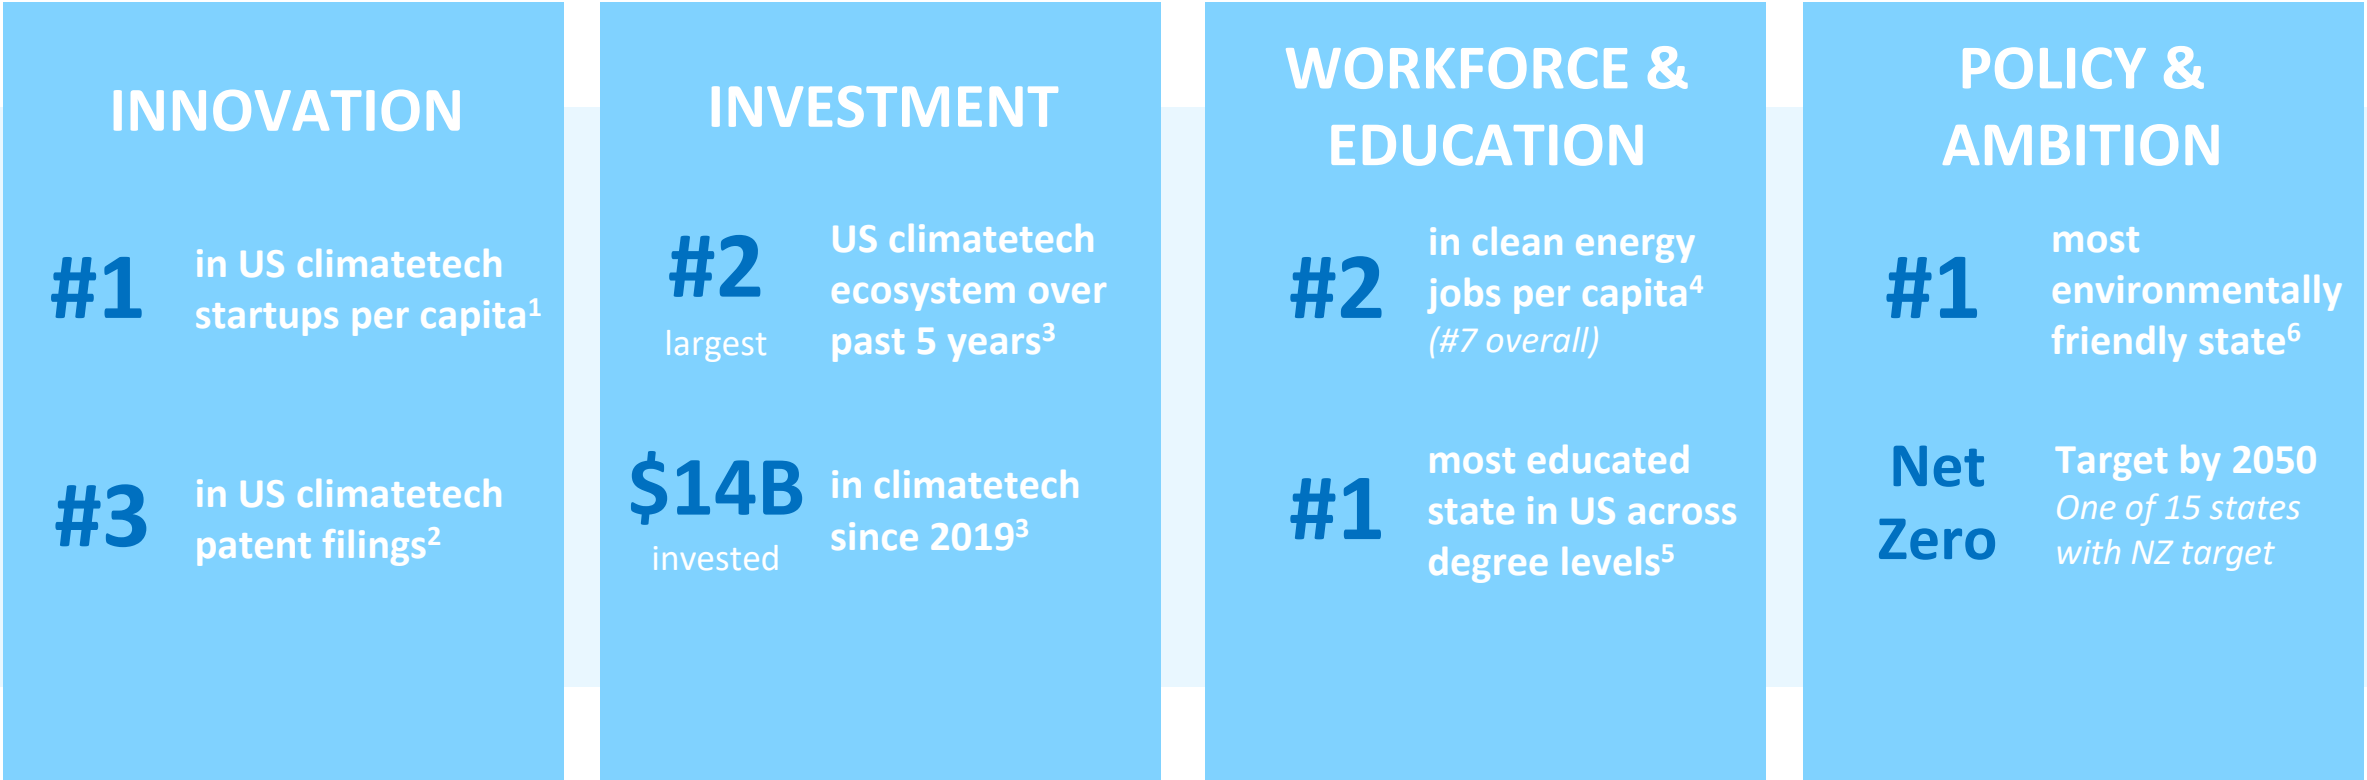 INNOVATION
#1
in US climatetech
startups per capita¹
#3
in US climatetech
patent filings²
INVESTMENT
#2
largest
US climatetech
ecosystem over
past 5 years³
$14B
invested
in climatetech
since 2019³
WORKFORCE &
EDUCATION
#2
in clean energy
jobs per capita⁴
(#7 overall)
#1
most educated
state in US across
degree levels⁵
POLICY &
AMBITION
#1
most
environmentally
friendly state⁶
Net
Zero
Target by 2050
One of 15 states
with NZ target